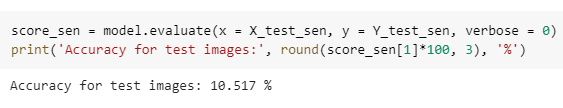 score_sen = model.evaluate(x = X_test_sen, y = Y_test_sen, verbose = 0)
print('Accuracy for test images:', round(score_sen[1]*100, 3), '%')
Accuracy for test images: 10.517 %